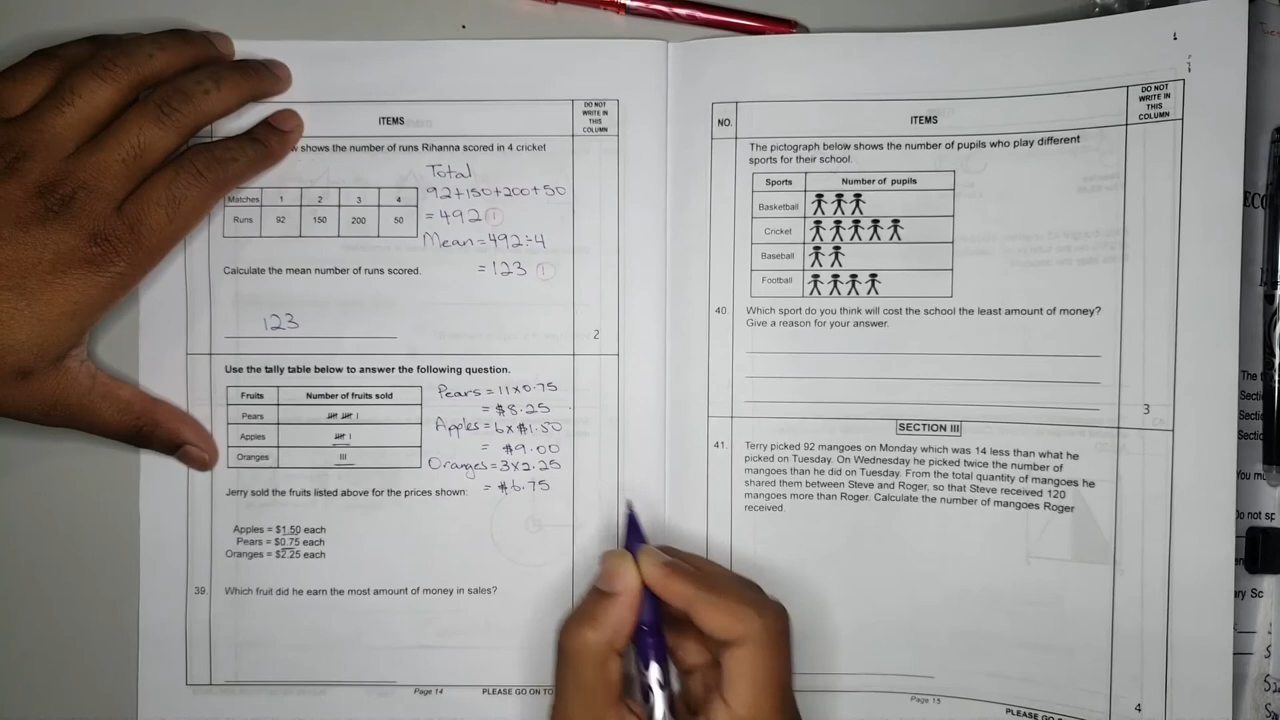 ITEMS
DO NOT
WRITE IN
THIS
COLUMN
shows the number of runs Rihanna scored in 4 cricket
Matches 1 2 3 4
Runs 92 150 200 50
Total
92+150+200+50
=492 1
Mean=492÷4
=123 1
Calculate the mean number of runs scored.
123
2
Use the tally table below to answer the following question.
Fruits Number of fruits sold
Pears
Apples
Oranges
Pears = 11×0.75
= $8.25
Apples = 6×$1.50
= $9.00
Oranges = 3×2.25
= $6.75
Jerry sold the fruits listed above for the prices shown:
Apples = $1.50 each
Pears = $0.75 each
Oranges = $2.25 each
39. Which fruit did he earn the most amount of money in sales?
Page 14 PLEASE GO ON TO
NO. ITEMS
DO NOT
WRITE IN
THIS
COLUMN
The pictograph below shows the number of pupils who play different
sports for their school.
Sports Number of pupils
Basketball
Cricket
Baseball
Football
40. Which sport do you think will cost the school the least amount of money?
Give a reason for your answer.
3
SECTION III
41. Terry picked 92 mangoes on Monday which was 14 less than what he
picked on Tuesday. On Wednesday he picked twice the number of
mangoes than he did on Tuesday. From the total quantity of mangoes he
shared them between Steve and Roger, so that Steve received 120
mangoes more than Roger. Calculate the number of mangoes Roger
received.
4
Page 15
PLEASE GO